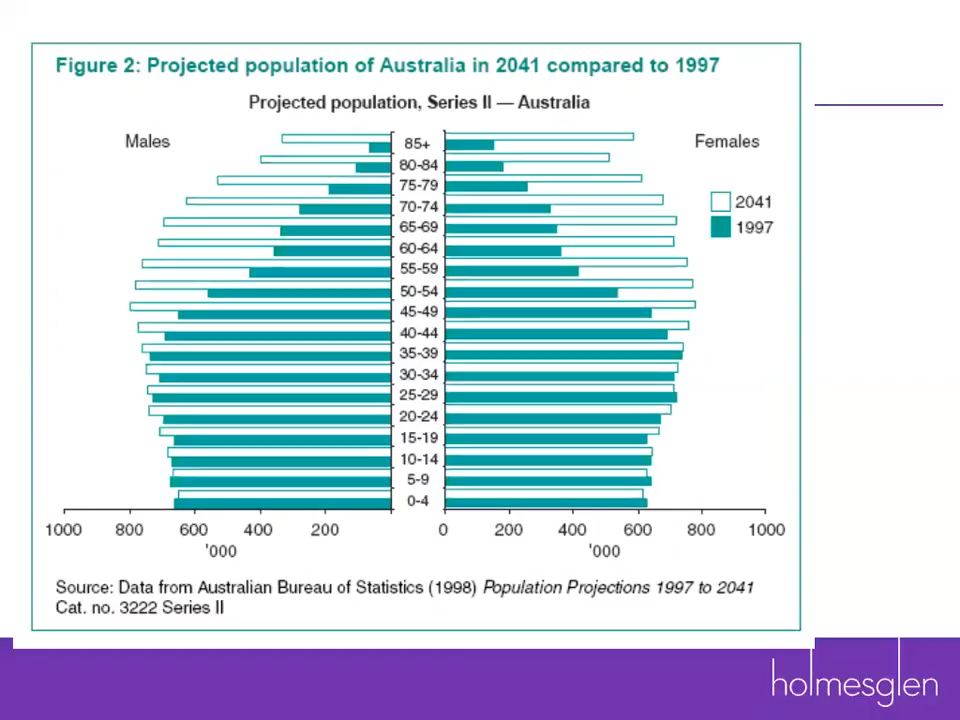 Figure 2: Projected population of Australia in 2041 compared to 1997
Projected population, Series II — Australia
Males
Females
85+
80-84
75-79
70-74
65-69
60-64
55-59
50-54
45-49
40-44
35-39
30-34
25-29
20-24
15-19
10-14
5-9
0-4
2041
1997
1000 800 600 400 200 0 200 400 600 800 1000
'000 '000
Source: Data from Australian Bureau of Statistics (1998) Population Projections 1997 to 2041
Cat. no. 3222 Series II
holmesglen